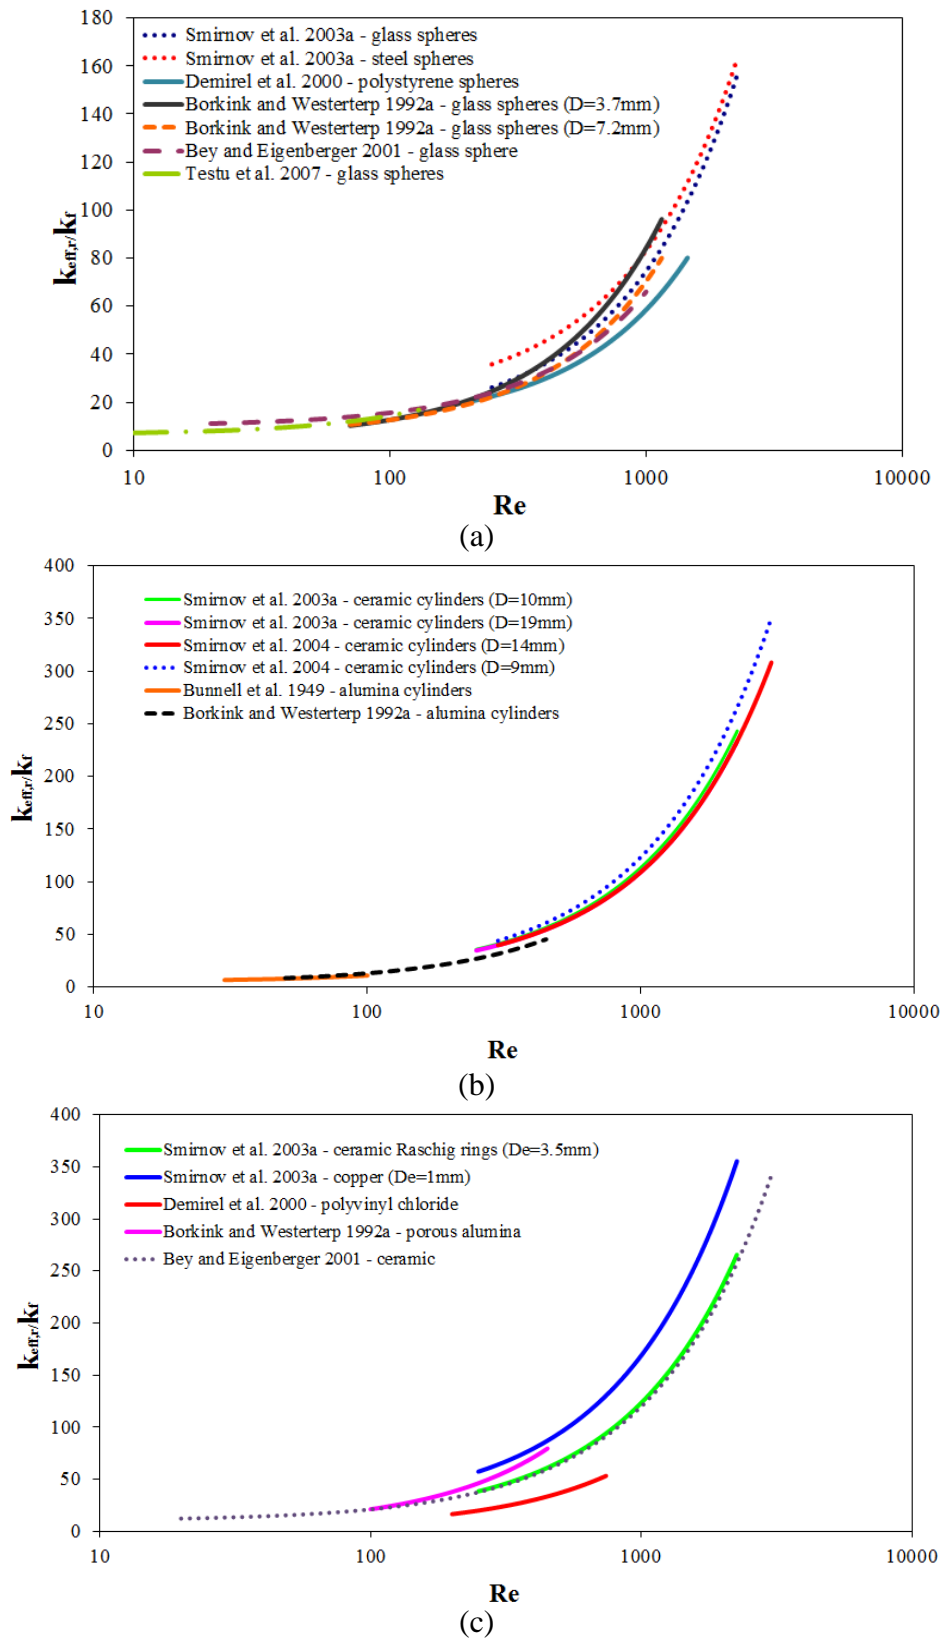 180
160
140
120
100
80
60
40
20
0
k_eff,r/k_f
Smirnov et al. 2003a - glass spheres
Smirnov et al. 2003a - steel spheres
Demirel et al. 2000 - polystyrene spheres
Borkink and Westerterp 1992a - glass spheres (D=3.7mm)
Borkink and Westerterp 1992a - glass spheres (D=7.2mm)
Bey and Eigenberger 2001 - glass sphere
Testu et al. 2007 - glass spheres
10 100 1000 10000
Re
(a)
400
350
300
250
200
150
100
50
0
k_eff,r/k_f
Smirnov et al. 2003a - ceramic cylinders (D=10mm)
Smirnov et al. 2003a - ceramic cylinders (D=19mm)
Smirnov et al. 2004 - ceramic cylinders (D=14mm)
Smirnov et al. 2004 - ceramic cylinders (D=9mm)
Bunnell et al. 1949 - alumina cylinders
Borkink and Westerterp 1992a - alumina cylinders
10 100 1000 10000
Re
(b)
400
350
300
250
200
150
100
50
0
k_eff,r/k_f
Smirnov et al. 2003a - ceramic Raschig rings (De=3.5mm)
Smirnov et al. 2003a - copper (De=1mm)
Demirel et al. 2000 - polyvinyl chloride
Borkink and Westerterp 1992a - porous alumina
Bey and Eigenberger 2001 - ceramic
10 100 1000 10000
Re
(c)